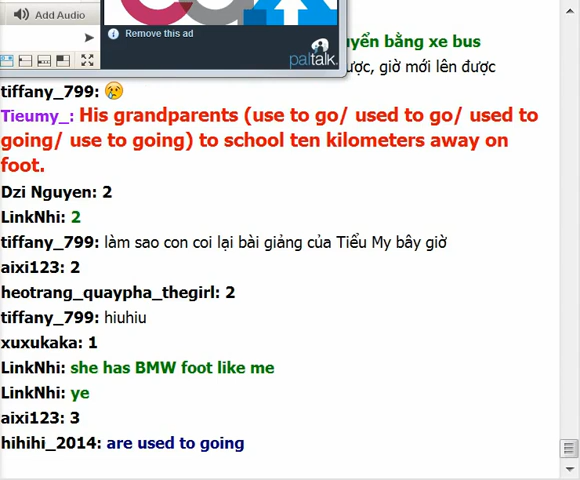 Add Audio
Remove this ad
paltalk
uyển bằng xe bus
ược, giờ mới lên được
tiffany_799:
Tieumy_: His grandparents (use to go/ used to go/ used to
going/ use to going) to school ten kilometers away on
foot.
Dzi Nguyen: 2
LinkNhi: 2
tiffany_799: làm sao con coi lại bài giảng của Tiểu My bây giờ
aixi123: 2
heotrang_quaypha_thegirl: 2
tiffany_799: hiuhiu
xuxukaka: 1
LinkNhi: she has BMW foot like me
LinkNhi: ye
aixi123: 3
hihihi_2014: are used to going